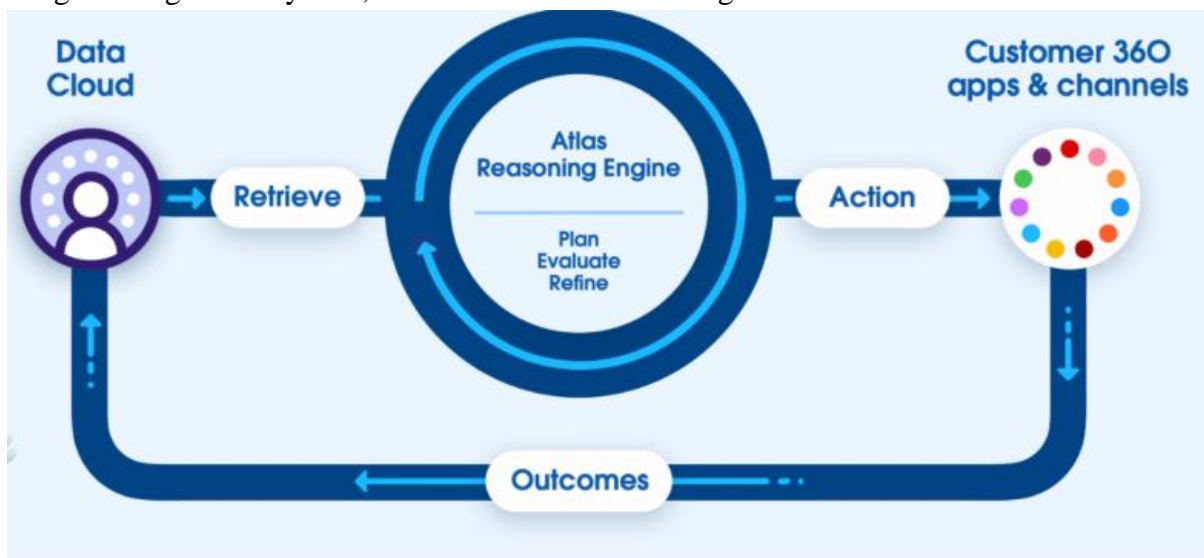 Data
Cloud
Retrieve
Atlas
Reasoning Engine
Plan
Evaluate
Refine
Action
Customer 360
apps & channels
Outcomes